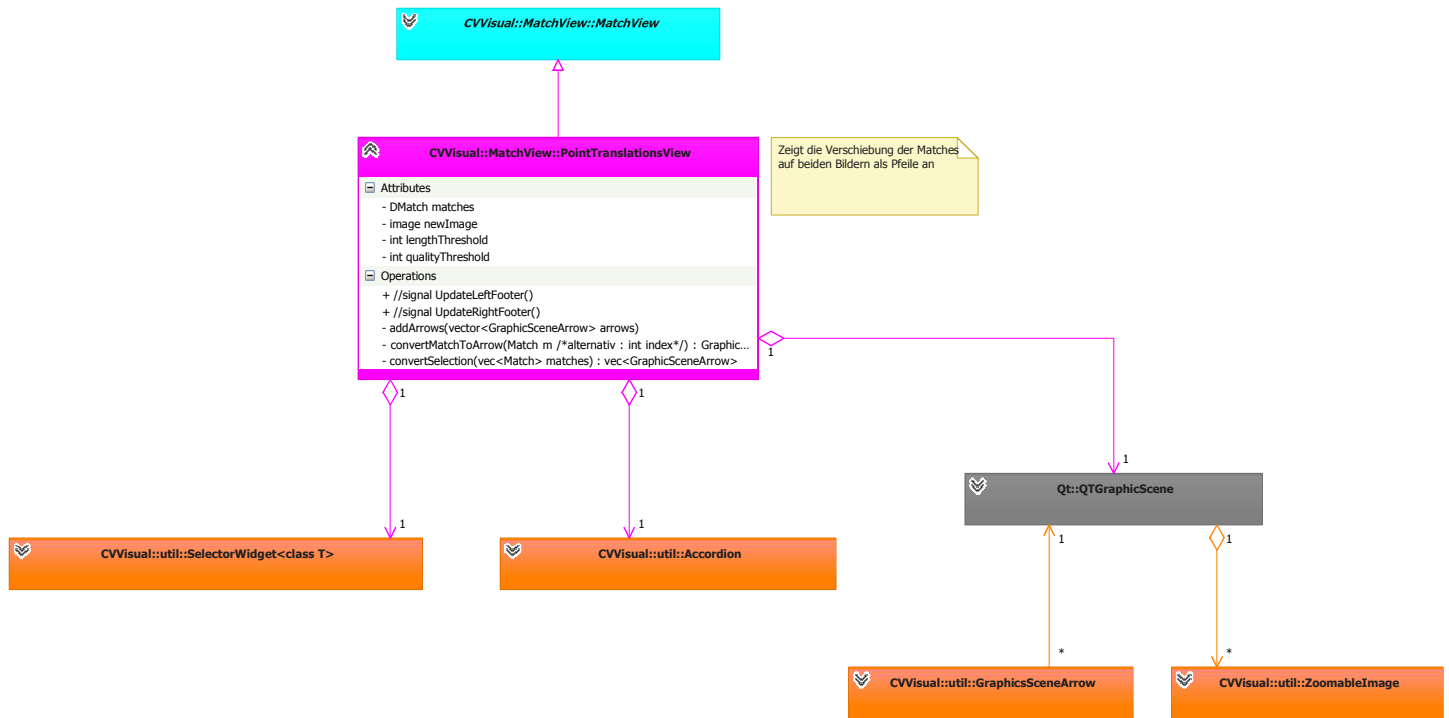 CVVisual::MatchView::MatchView
CVVisual::MatchView::PointTranslationsView
Attributes
- DMatch matches
- image newImage
- int lengthThreshold
- int qualityThreshold
Operations
+ //signal UpdateLeftFooter()
+ //signal UpdateRightFooter()
- addArrows(vector<GraphicSceneArrow> arrows)
- convertMatchToArrow(Match m /*alternativ : int index*/) : Graphic...
- convertSelection(vec<Match> matches) : vec<GraphicSceneArrow>
Zeigt die Verschiebung der Matches
auf beiden Bildern als Pfeile an
1
1
1
1
Qt::QTGraphicScene
1
1
CVVisual::util::SelectorWidget<class T>
CVVisual::util::Accordion
1
1
*
*
CVVisual::util::GraphicsSceneArrow
CVVisual::util::ZoomableImage